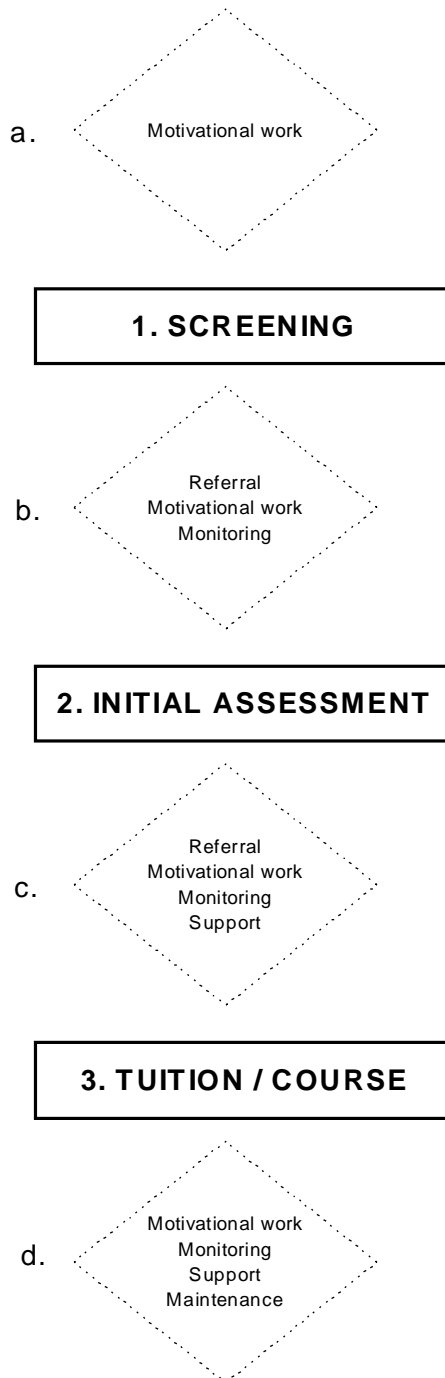 a.
Motivational work
1. SCREENING
b.
Referral
Motivational work
Monitoring
2. INITIAL ASSESSMENT
c.
Referral
Motivational work
Monitoring
Support
3. TUITION / COURSE
d.
Motivational work
Monitoring
Support
Maintenance